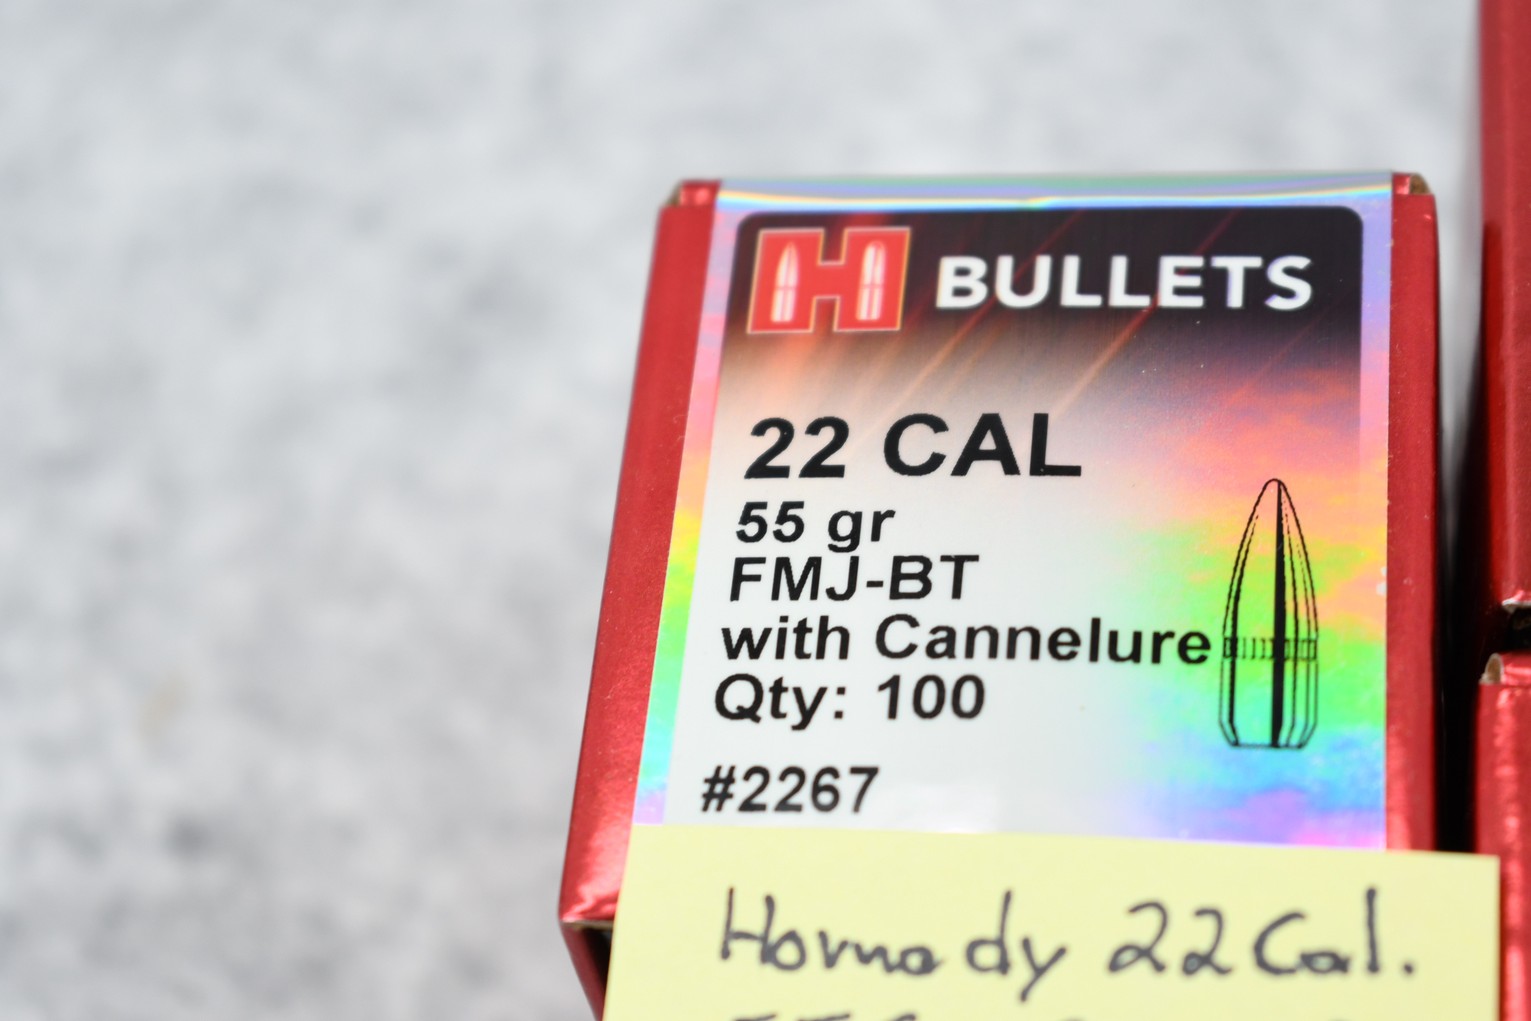 H BULLETS
22 CAL
55 gr
FMJ-BT
with Cannelure
Qty: 100
#2267
Hornady 22 Cal.